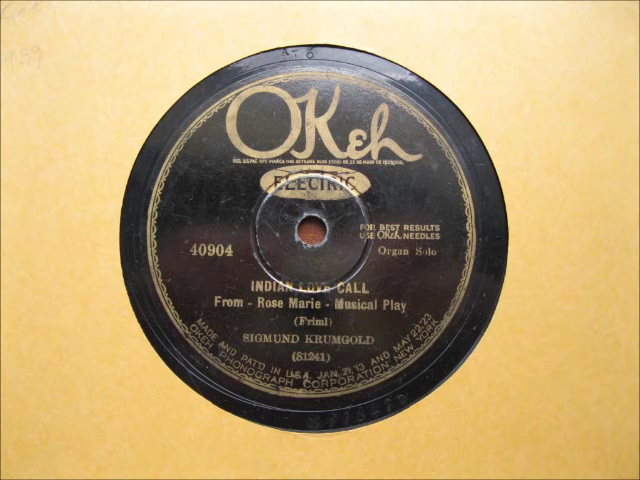 OKeh
ELECTRIC
FOR BEST RESULTS
USE OKeh NEEDLES
40904
Organ Solo
INDIAN LOVE CALL
From - Rose Marie - Musical Play
(Friml)
SIGMUND KRUMGOLD
(81241)
MADE AND PAT'D IN U.S.A. JAN. 21, '13 AND MAY 22, '23
OKEH PHONOGRAPH CORPORATION, NEW YORK